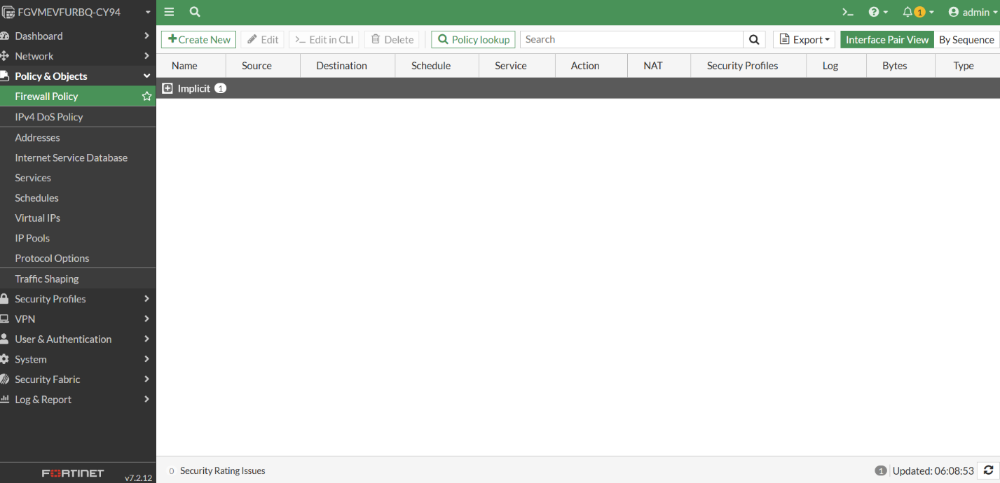 FGVMEVFURBQ-CY94
1
admin
Dashboard
Network
Policy & Objects
Firewall Policy
IPv4 DoS Policy
Addresses
Internet Service Database
Services
Schedules
Virtual IPs
IP Pools
Protocol Options
Traffic Shaping
Security Profiles
VPN
User & Authentication
System
Security Fabric
Log & Report
FORTINET v7.2.12
+Create New Edit >_ Edit in CLI Delete Policy lookup Search Export Interface Pair View By Sequence
Name Source Destination Schedule Service Action NAT Security Profiles Log Bytes Type
Implicit 1
0 Security Rating Issues 1 Updated: 06:08:53